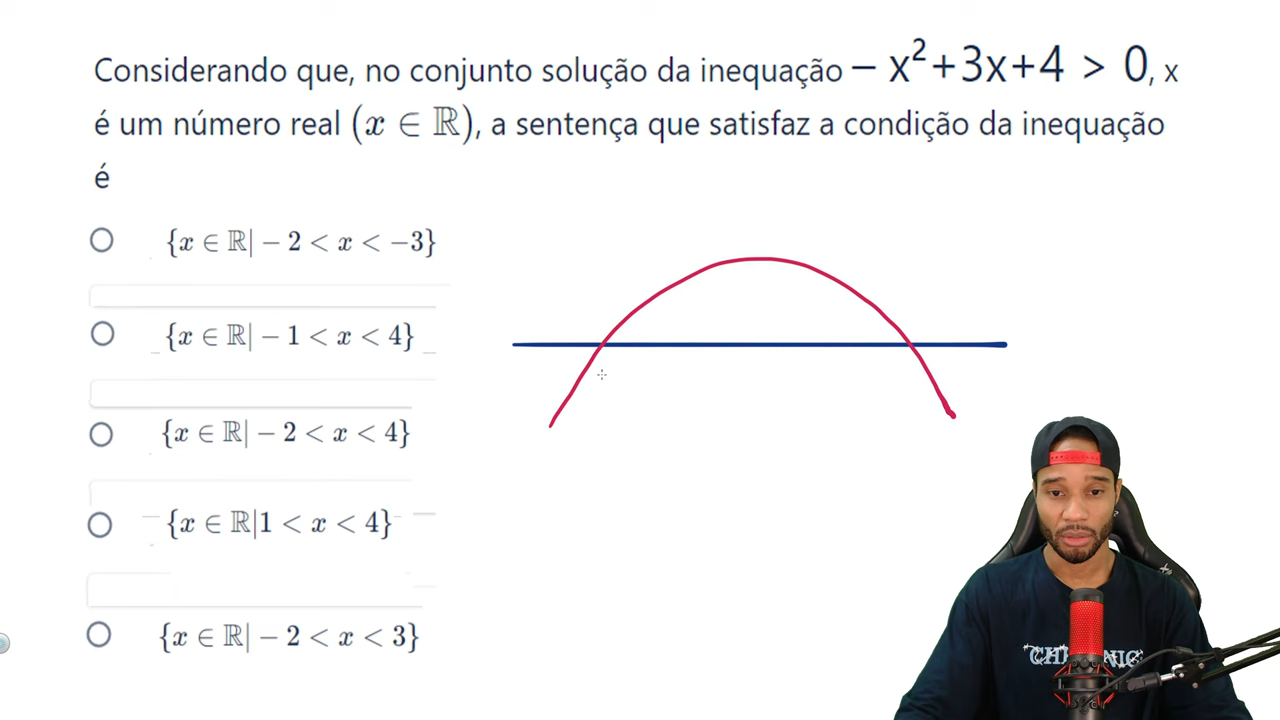 Considerando que, no conjunto solução da inequação − x²+3x+4 > 0, x
é um número real (x ∈ ℝ), a sentença que satisfaz a condição da inequação
é
{x ∈ ℝ| − 2 < x < −3}
{x ∈ ℝ| − 1 < x < 4}
{x ∈ ℝ| − 2 < x < 4}
{x ∈ ℝ|1 < x < 4}
{x ∈ ℝ| − 2 < x < 3}